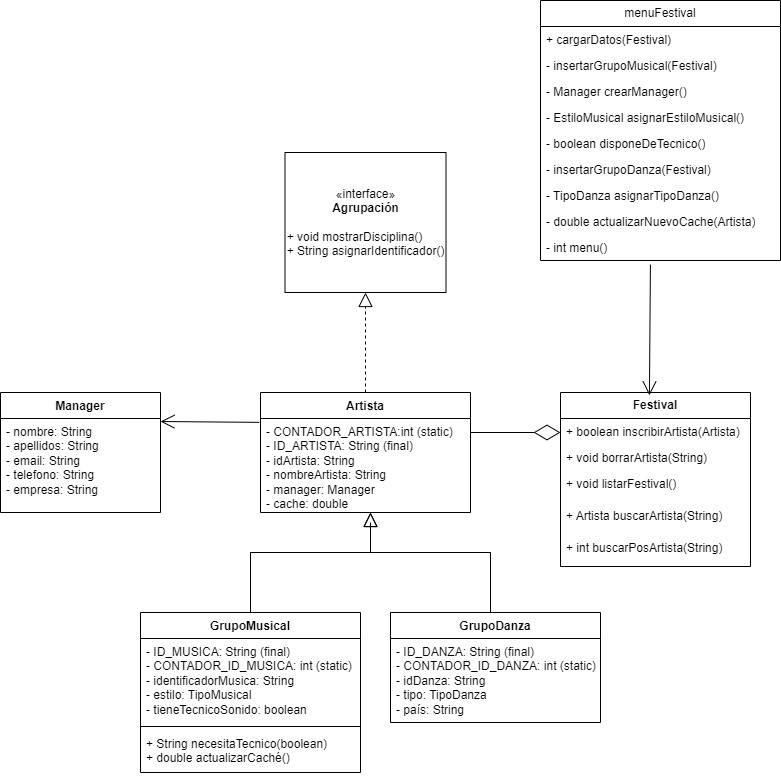 menuFestival
+ cargarDatos(Festival)
- insertarGrupoMusical(Festival)
- Manager crearManager()
- EstiloMusical asignarEstiloMusical()
- boolean disponeDeTecnico()
- insertarGrupoDanza(Festival)
- TipoDanza asignarTipoDanza()
- double actualizarNuevoCache(Artista)
- int menu()
«interface»
Agrupación
+ void mostrarDisciplina()
+ String asignarIdentificador()
Manager
- nombre: String
- apellidos: String
- email: String
- telefono: String
- empresa: String
Artista
- CONTADOR_ARTISTA:int (static)
- ID_ARTISTA: String (final)
- idArtista: String
- nombreArtista: String
- manager: Manager
- cache: double
Festival
+ boolean inscribirArtista(Artista)
+ void borrarArtista(String)
+ void listarFestival()
+ Artista buscarArtista(String)
+ int buscarPosArtista(String)
GrupoMusical
- ID_MUSICA: String (final)
- CONTADOR_ID_MUSICA: int (static)
- identificadorMusica: String
- estilo: TipoMusical
- tieneTecnicoSonido: boolean
+ String necesitaTecnico(boolean)
+ double actualizarCaché()
GrupoDanza
- ID_DANZA: String (final)
- CONTADOR_ID_DANZA: int (static)
- idDanza: String
- tipo: TipoDanza
- país: String